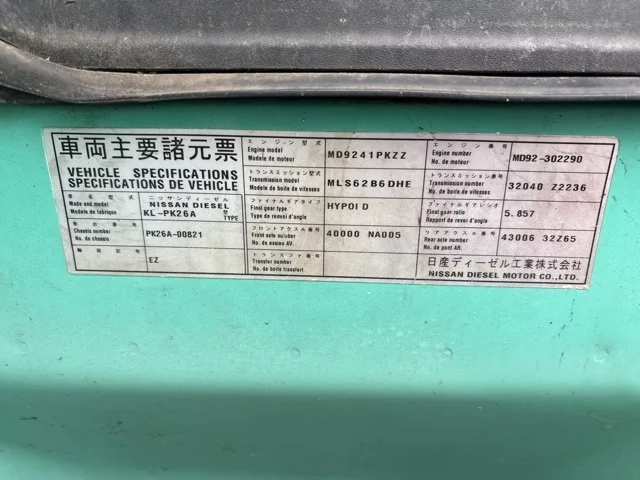 車両主要諸元票
VEHICLE SPECIFICATIONS
SPECIFICATIONS DE VEHICLE
車名型式
Made and model
Modele de fabrique
ニッサンディーゼル
NISSAN DIESEL
KL-PK26A 型 TYPE
車台番号
Chassis number
No. de chassis
PK26A-00821
EZ
エンジン型式
Engine model
Modele de moteur
MD9241PKZZ
トランスミッション型式
Transmission model
Modele de boite de vitesses
MLS62B6DHE
ファイナルギアタイプ
Final gear type
Type de renvoi d'angle
HYPOID
フロントアクスル番号
Front axle number
No. de essieu AV.
40000 NA005
トランスファ番号
Transfer number
No. de boite transfert
エンジン番号
Engine number
No. de moteur
MD92-302290
トランスミッション番号
Transmission number
No. de boite de vitesses
32040 Z2236
ファイナルギアレシオ
Final gear ratio
Rapport de renvoi d'angle
5.857
リアアクスル番号
Rear axle number
No. de pont AR.
43006 32Z65
日産ディーゼル工業株式会社
NISSAN DIESEL MOTOR CO.,LTD.